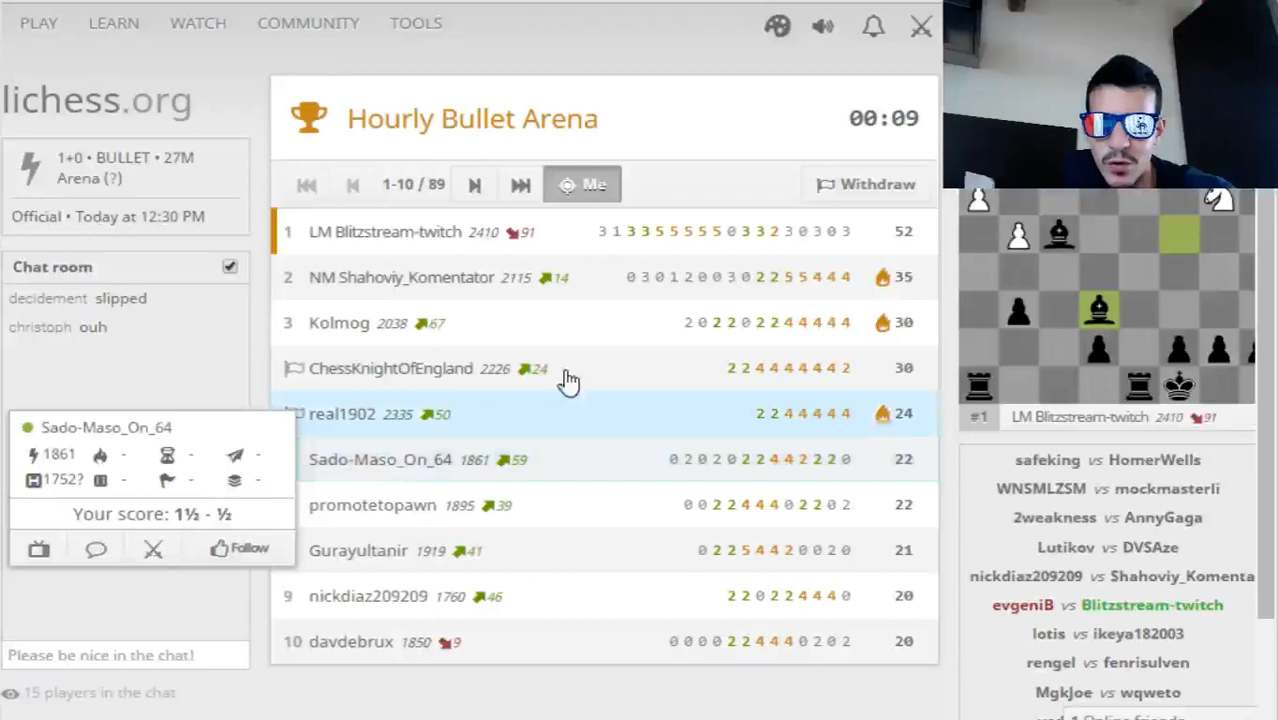 PLAY LEARN WATCH COMMUNITY TOOLS
lichess.org
1+0 • BULLET • 27M
Arena (?)
Official • Today at 12:30 PM
Chat room
decidement slipped
christoph ouh
Sado-Maso_On_64
1861 - - -
1752? - - -
Your score: 1½ - ½
Follow
Please be nice in the chat!
15 players in the chat
Hourly Bullet Arena 00:09
1-10 / 89 Me Withdraw
1 LM Blitzstream-twitch 2410 91 3 1 3 3 5 5 5 5 5 0 3 3 2 3 0 3 0 3 52
2 NM Shahoviy_Komentator 2115 14 0 3 0 1 2 0 0 3 0 2 2 5 5 4 4 4 35
3 Kolmog 2038 67 2 0 2 2 0 2 2 4 4 4 4 4 30
ChessKnightOfEngland 2226 24 2 2 4 4 4 4 4 4 2 30
real1902 2335 50 2 2 4 4 4 4 4 24
Sado-Maso_On_64 1861 59 0 2 0 2 0 2 2 4 4 2 2 2 0 22
promotetopawn 1895 39 0 0 2 2 4 4 4 0 2 2 0 2 22
Gurayultanir 1919 41 0 2 2 5 4 4 2 0 0 2 0 21
9 nickdiaz209209 1760 46 2 2 0 2 2 4 4 4 0 20
10 davdebrux 1850 9 0 0 0 0 2 2 4 4 4 0 2 0 2 20
#1 LM Blitzstream-twitch 2410 91
safeking vs HomerWells
WNSMLZSM vs mockmasterli
2weakness vs AnnyGaga
Lutikov vs DVSAze
nickdiaz209209 vs Shahoviy_Komenta
evgeniB vs Blitzstream-twitch
lotis vs ikeya182003
rengel vs fenrisulven
MgkJoe vs wqweto
1 Online friends